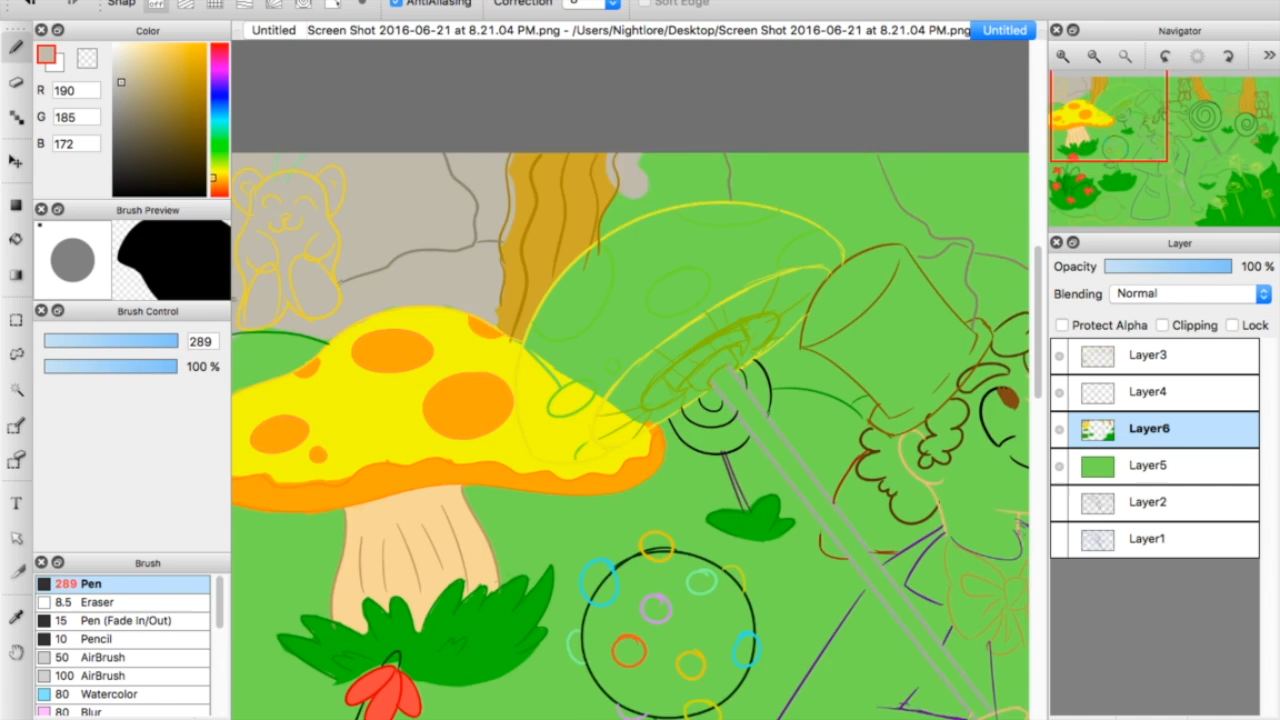 Snap off AntiAliasing Correction Soft Edge
Color
Untitled Screen Shot 2016-06-21 at 8.21.04 PM.png - /Users/Nightlore/Desktop/Screen Shot 2016-06-21 at 8.21.04 PM.png Untitled
Navigator
R 190
G 185
B 172
Brush Preview
Layer
Opacity 100 %
Blending Normal
Protect Alpha Clipping Lock
Brush Control
289
100 %
Layer3
Layer4
Layer6
Layer5
Layer2
Layer1
T
Brush
289 Pen
8.5 Eraser
15 Pen (Fade In/Out)
10 Pencil
50 AirBrush
100 AirBrush
80 Watercolor
80 Blur